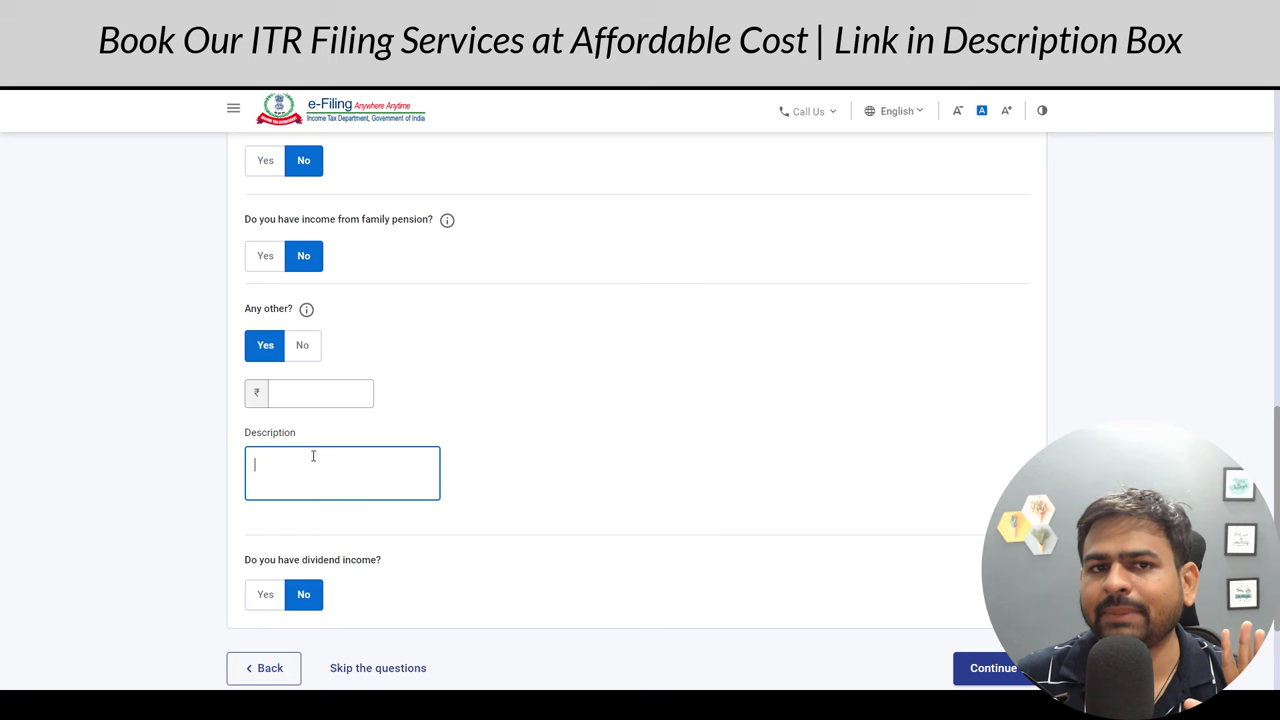 Book Our ITR Filing Services at Affordable Cost | Link in Description Box
e-Filing Anywhere Anytime
Income Tax Department, Government of India
Call Us
English
A-
A
A+
Yes No
Do you have income from family pension?
Yes No
Any other?
Yes No
₹
Description
Do you have dividend income?
Yes No
Back
Skip the questions
Continue